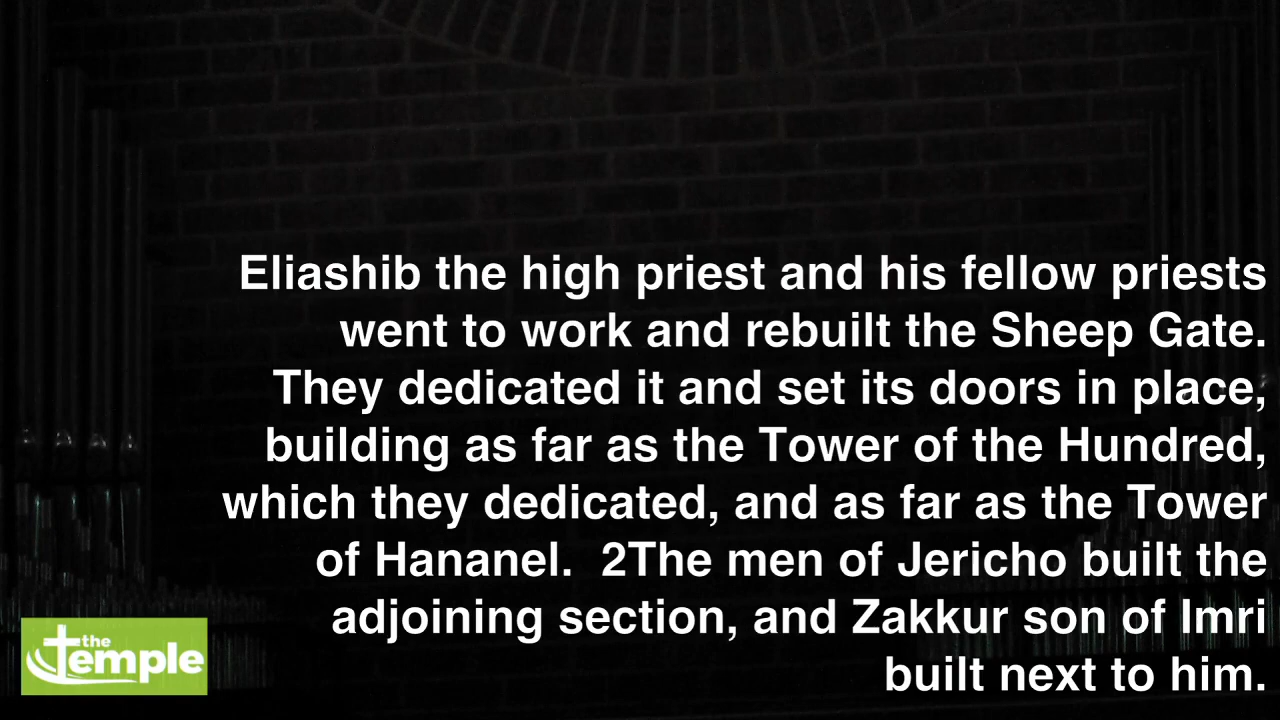 Eliashib the high priest and his fellow priests
went to work and rebuilt the Sheep Gate.
They dedicated it and set its doors in place,
building as far as the Tower of the Hundred,
which they dedicated, and as far as the Tower
of Hananel.  2The men of Jericho built the
adjoining section, and Zakkur son of Imri
built next to him.
the
temple